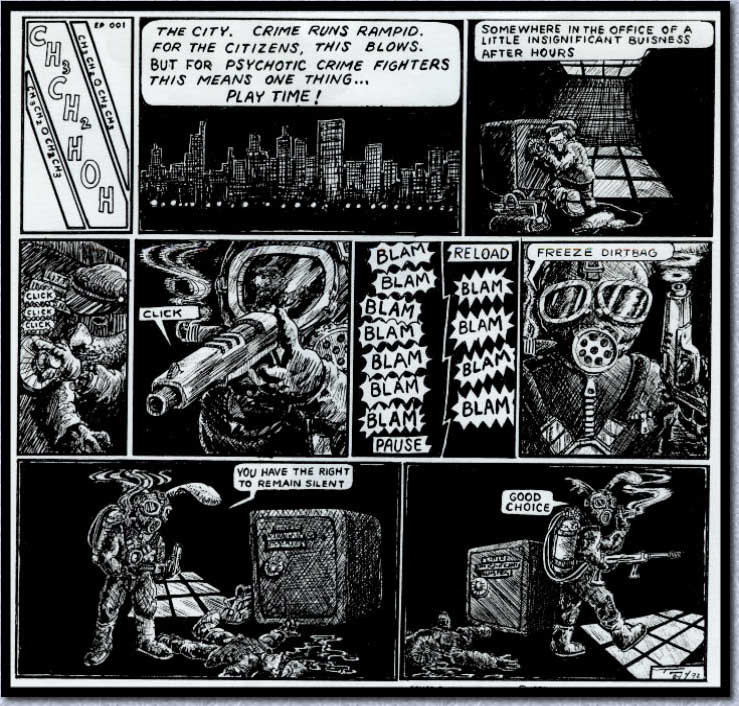 EP 001
CH3CH2HOH
CH3CH2OCH2CH3
CH3CH2OCH2CH3
THE CITY. CRIME RUNS RAMPID.
FOR THE CITIZENS, THIS BLOWS.
BUT FOR PSYCHOTIC CRIME FIGHTERS
THIS MEANS ONE THING...
PLAY TIME!
SOMEWHERE IN THE OFFICE OF A
LITTLE INSIGNIFICANT BUISNESS
AFTER HOURS
CLICK
CLICK
CLICK
BLAM
BLAM
BLAM
BLAM
BLAM
BLAM
BLAM
PAUSE
RELOAD
BLAM
BLAM
BLAM
BLAM
FREEZE DIRTBAG
YOU HAVE THE RIGHT
TO REMAIN SILENT
GOOD
CHOICE